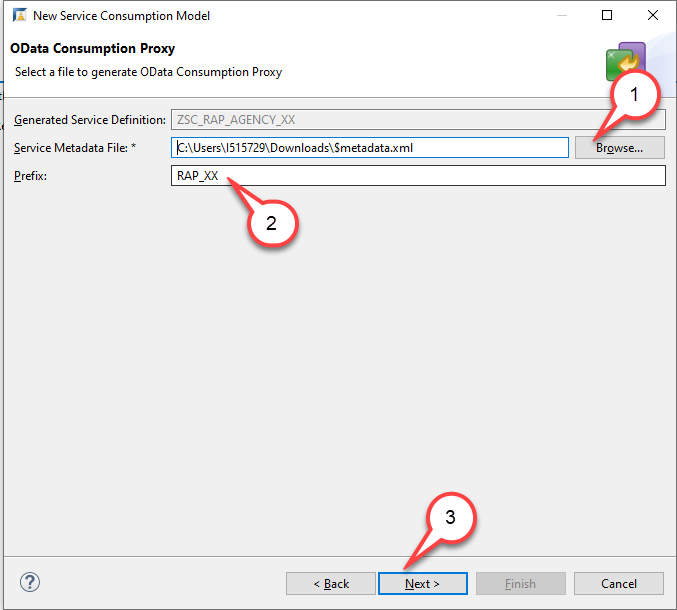 New Service Consumption Model
OData Consumption Proxy
Select a file to generate OData Consumption Proxy
1
Generated Service Definition: ZSC_RAP_AGENCY_XX
Service Metadata File: * C:\Users\I515729\Downloads\$metadata.xml Browse...
Prefix: RAP_XX
2
3
?
< Back Next > Finish Cancel